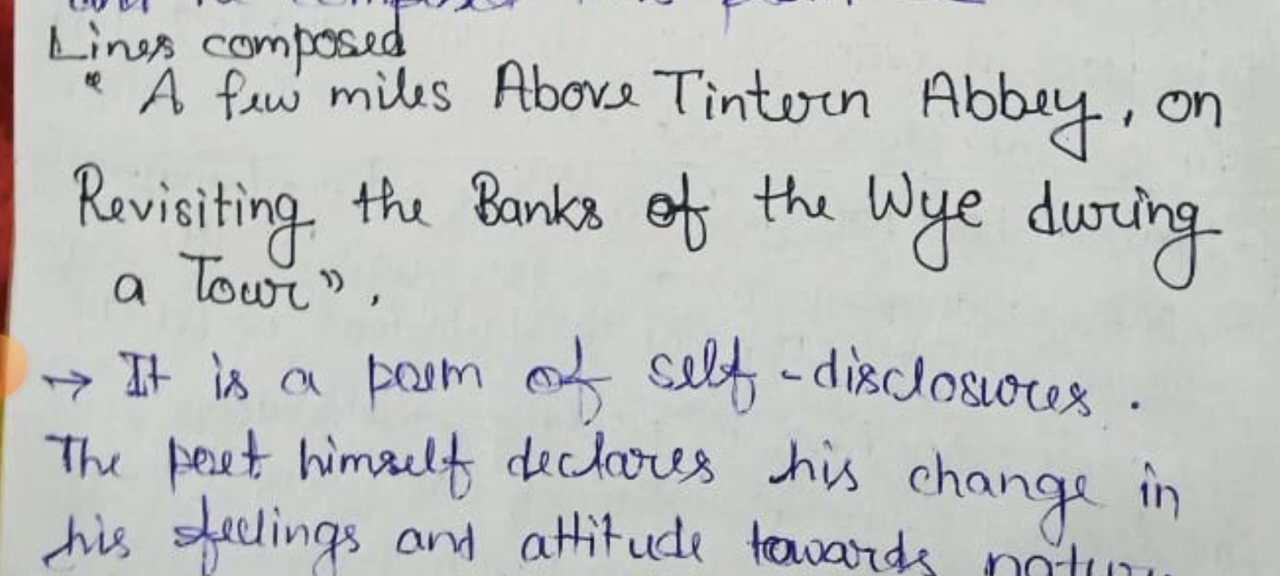 Lines composed
" A few miles Above Tintern Abbey, on
Revisiting the Banks of the Wye during
a Tour".
→ It is a poem of self-disclosures.
The poet himself declares his change in
his feelings and attitude towards